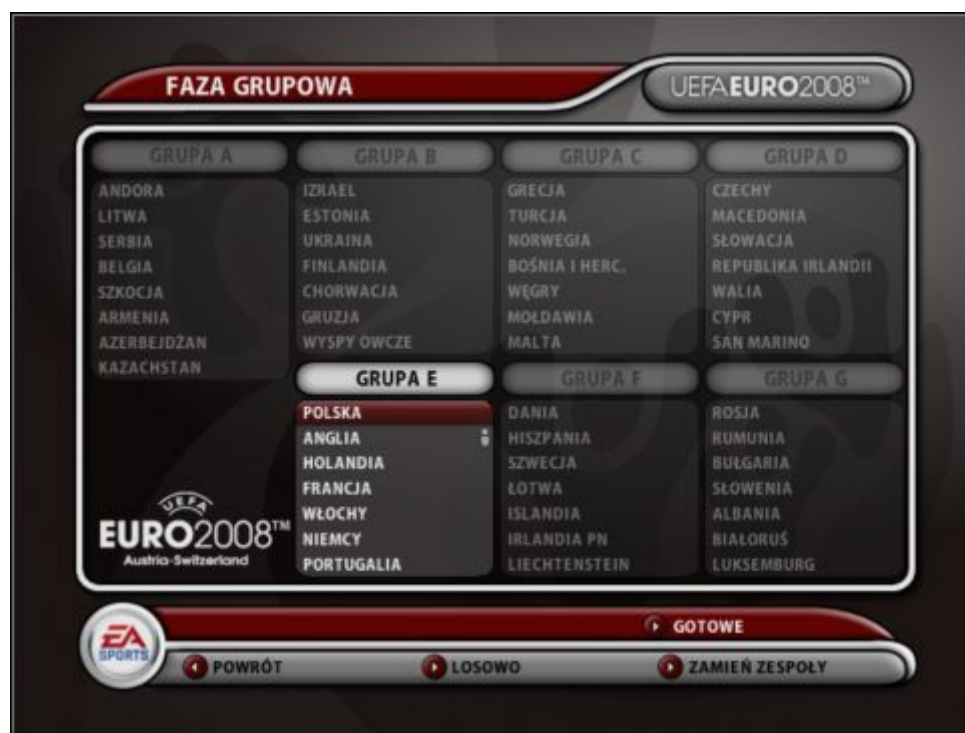 FAZA GRUPOWA
UEFAEURO2008™
GRUPA A
ANDORA
LITWA
SERBIA
BELGIA
SZKOCJA
ARMENIA
AZERBEJDŻAN
KAZACHSTAN
GRUPA B
IZRAEL
ESTONIA
UKRAINA
FINLANDIA
CHORWACJA
GRUZJA
WYSPY OWCZE
GRUPA C
GRECJA
TURCJA
NORWEGIA
BOŚNIA I HERC.
WĘGRY
MOŁDAWIA
MALTA
GRUPA D
CZECHY
MACEDONIA
SŁOWACJA
REPUBLIKA IRLANDII
WALIA
CYPR
SAN MARINO
GRUPA E
POLSKA
ANGLIA
HOLANDIA
FRANCJA
WŁOCHY
NIEMCY
PORTUGALIA
GRUPA F
DANIA
HISZPANIA
SZWECJA
ŁOTWA
ISLANDIA
IRLANDIA PN
LIECHTENSTEIN
GRUPA G
ROSJA
RUMUNIA
BUŁGARIA
SŁOWENIA
ALBANIA
BIAŁORUŚ
LUKSEMBURG
UEFA
EURO2008™
Austria-Switzerland
GOTOWE
EA
SPORTS
POWRÓT
LOSOWO
ZAMIEŃ ZESPOŁY